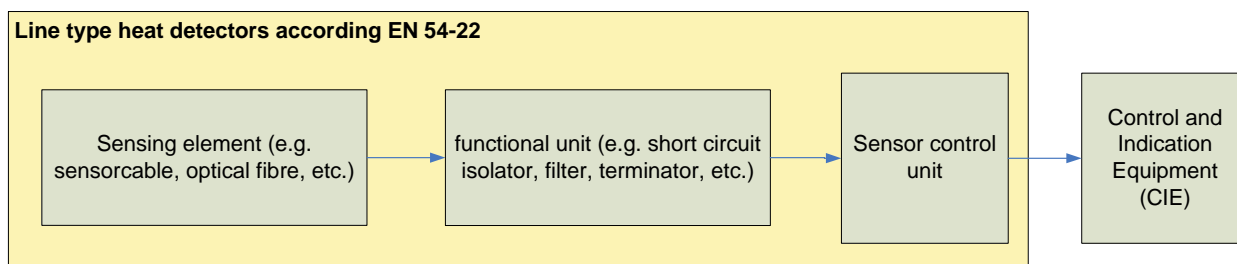 Line type heat detectors according EN 54-22
Sensing element (e.g.
sensorcable, optical fibre, etc.)
functional unit (e.g. short circuit
isolator, filter, terminator, etc.)
Sensor control
unit
Control and
Indication
Equipment
(CIE)